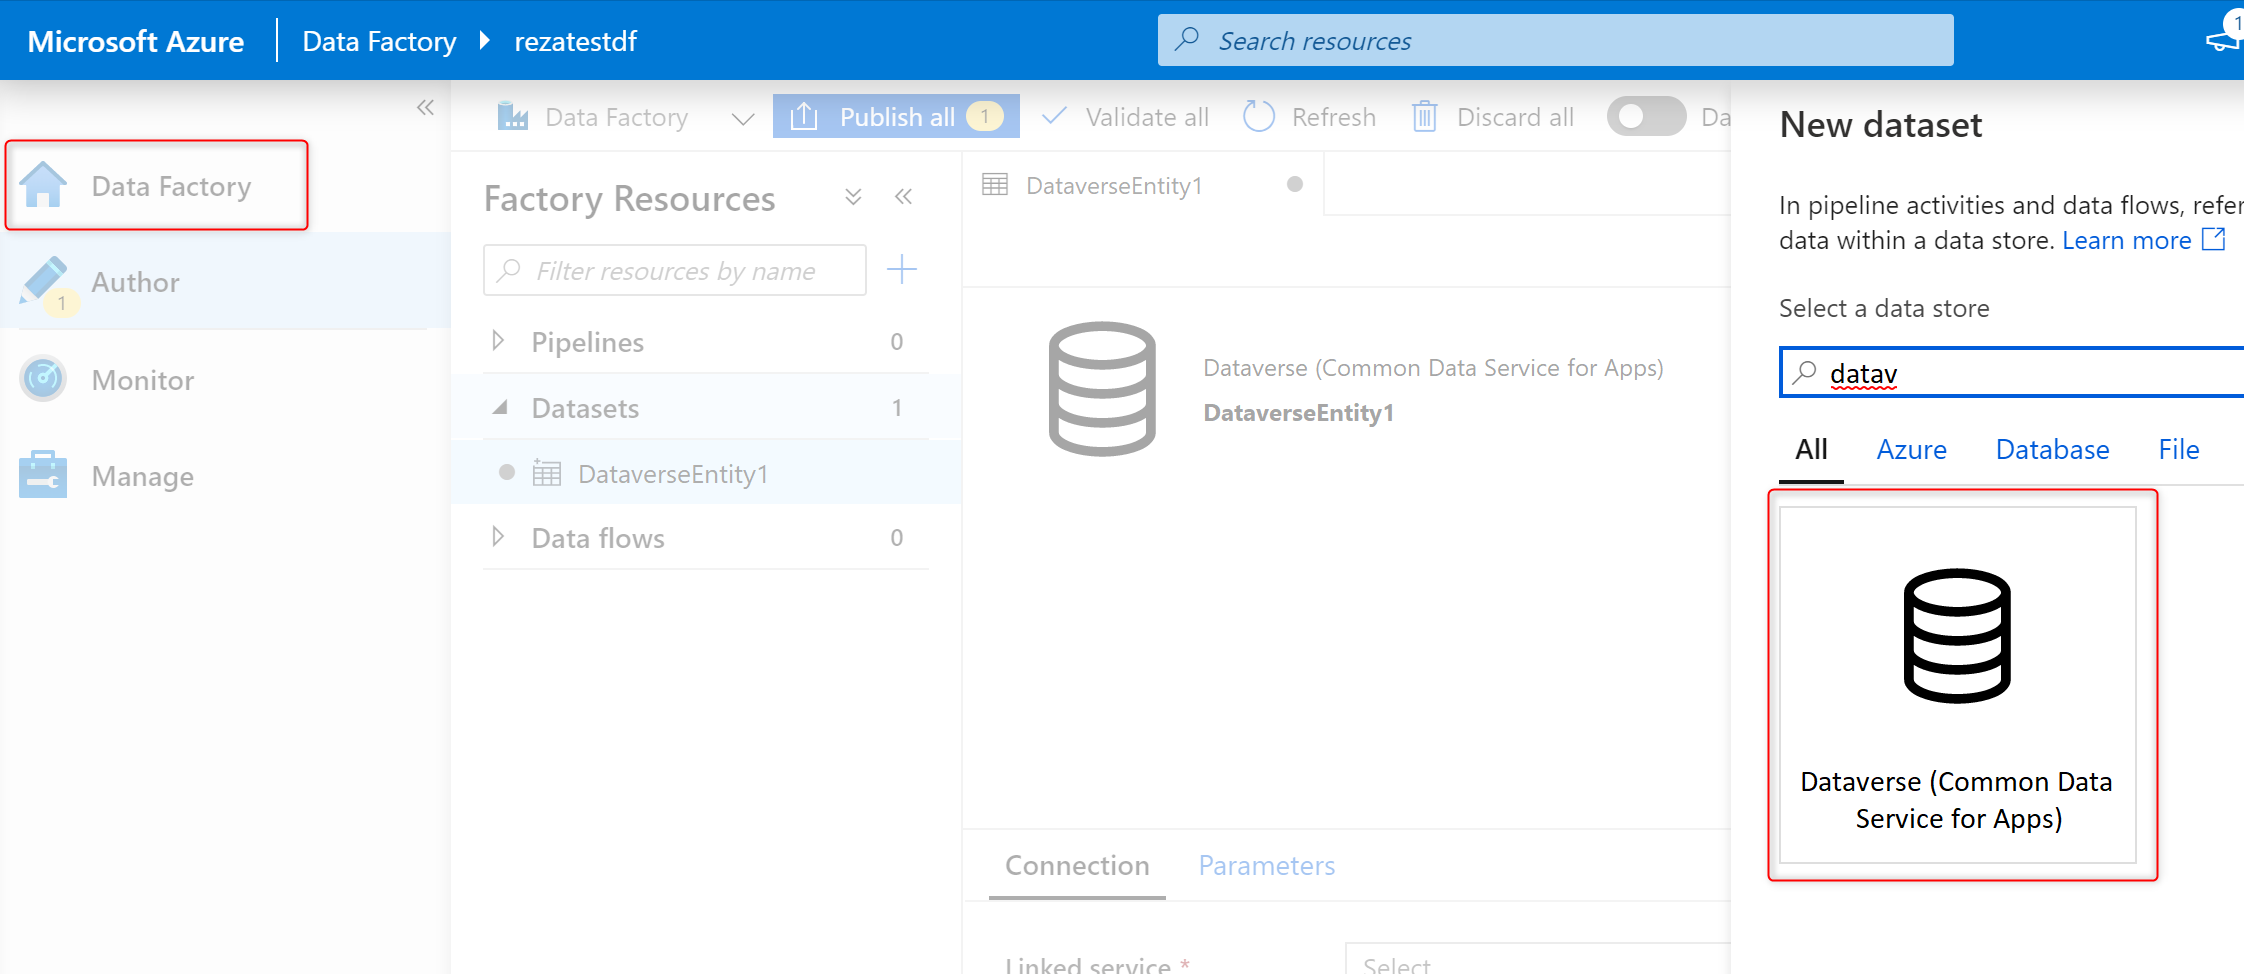 Microsoft Azure
Data Factory
rezatestdf
Search resources
1
Data Factory
Author
1
Monitor
Manage
Data Factory
Publish all
1
Validate all
Refresh
Discard all
Da
Factory Resources
Filter resources by name
Pipelines
0
Datasets
1
DataverseEntity1
Data flows
0
DataverseEntity1
Dataverse (Common Data Service for Apps)
DataverseEntity1
Connection
Parameters
Linked service *
Select
New dataset
In pipeline activities and data flows, refer
data within a data store. Learn more
Select a data store
datav
All
Azure
Database
File
Dataverse (Common Data
Service for Apps)